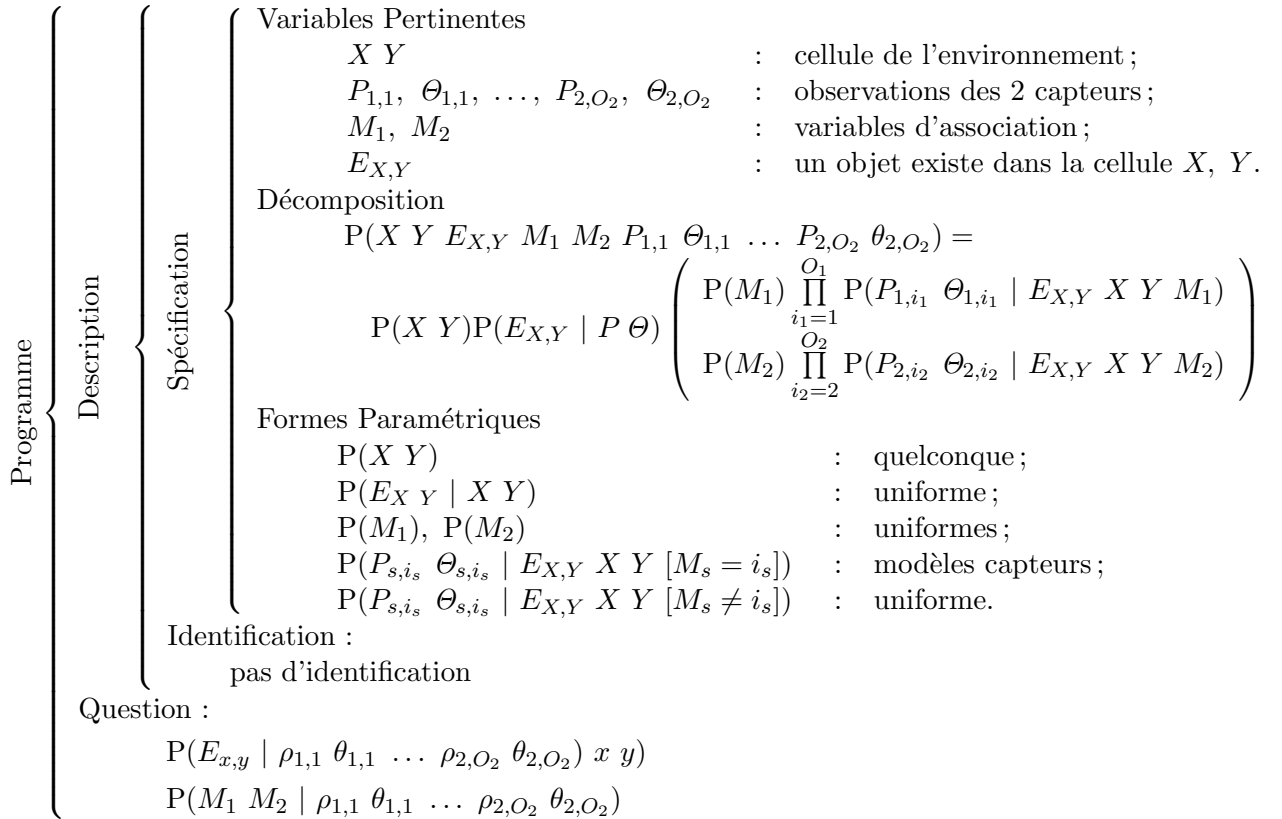 Programme
Description
Spécification
Variables Pertinentes
X Y : cellule de l'environnement ;
P_{1,1}, Θ_{1,1}, …, P_{2,O_2}, Θ_{2,O_2} : observations des 2 capteurs ;
M_1, M_2 : variables d'association ;
E_{X,Y} : un objet existe dans la cellule X, Y.
Décomposition
P(X Y E_{X,Y} M_1 M_2 P_{1,1} Θ_{1,1} … P_{2,O_2} θ_{2,O_2}) =
P(X Y)P(E_{X,Y} | P Θ) ( P(M_1) ∏_{i_1=1}^{O_1} P(P_{1,i_1} Θ_{1,i_1} | E_{X,Y} X Y M_1)
P(M_2) ∏_{i_2=2}^{O_2} P(P_{2,i_2} Θ_{2,i_2} | E_{X,Y} X Y M_2) )
Formes Paramétriques
P(X Y) : quelconque ;
P(E_{X Y} | X Y) : uniforme ;
P(M_1), P(M_2) : uniformes ;
P(P_{s,i_s} Θ_{s,i_s} | E_{X,Y} X Y [M_s = i_s]) : modèles capteurs ;
P(P_{s,i_s} Θ_{s,i_s} | E_{X,Y} X Y [M_s ≠ i_s]) : uniforme.
Identification :
pas d'identification
Question :
P(E_{x,y} | ρ_{1,1} θ_{1,1} … ρ_{2,O_2} θ_{2,O_2}) x y)
P(M_1 M_2 | ρ_{1,1} θ_{1,1} … ρ_{2,O_2} θ_{2,O_2})